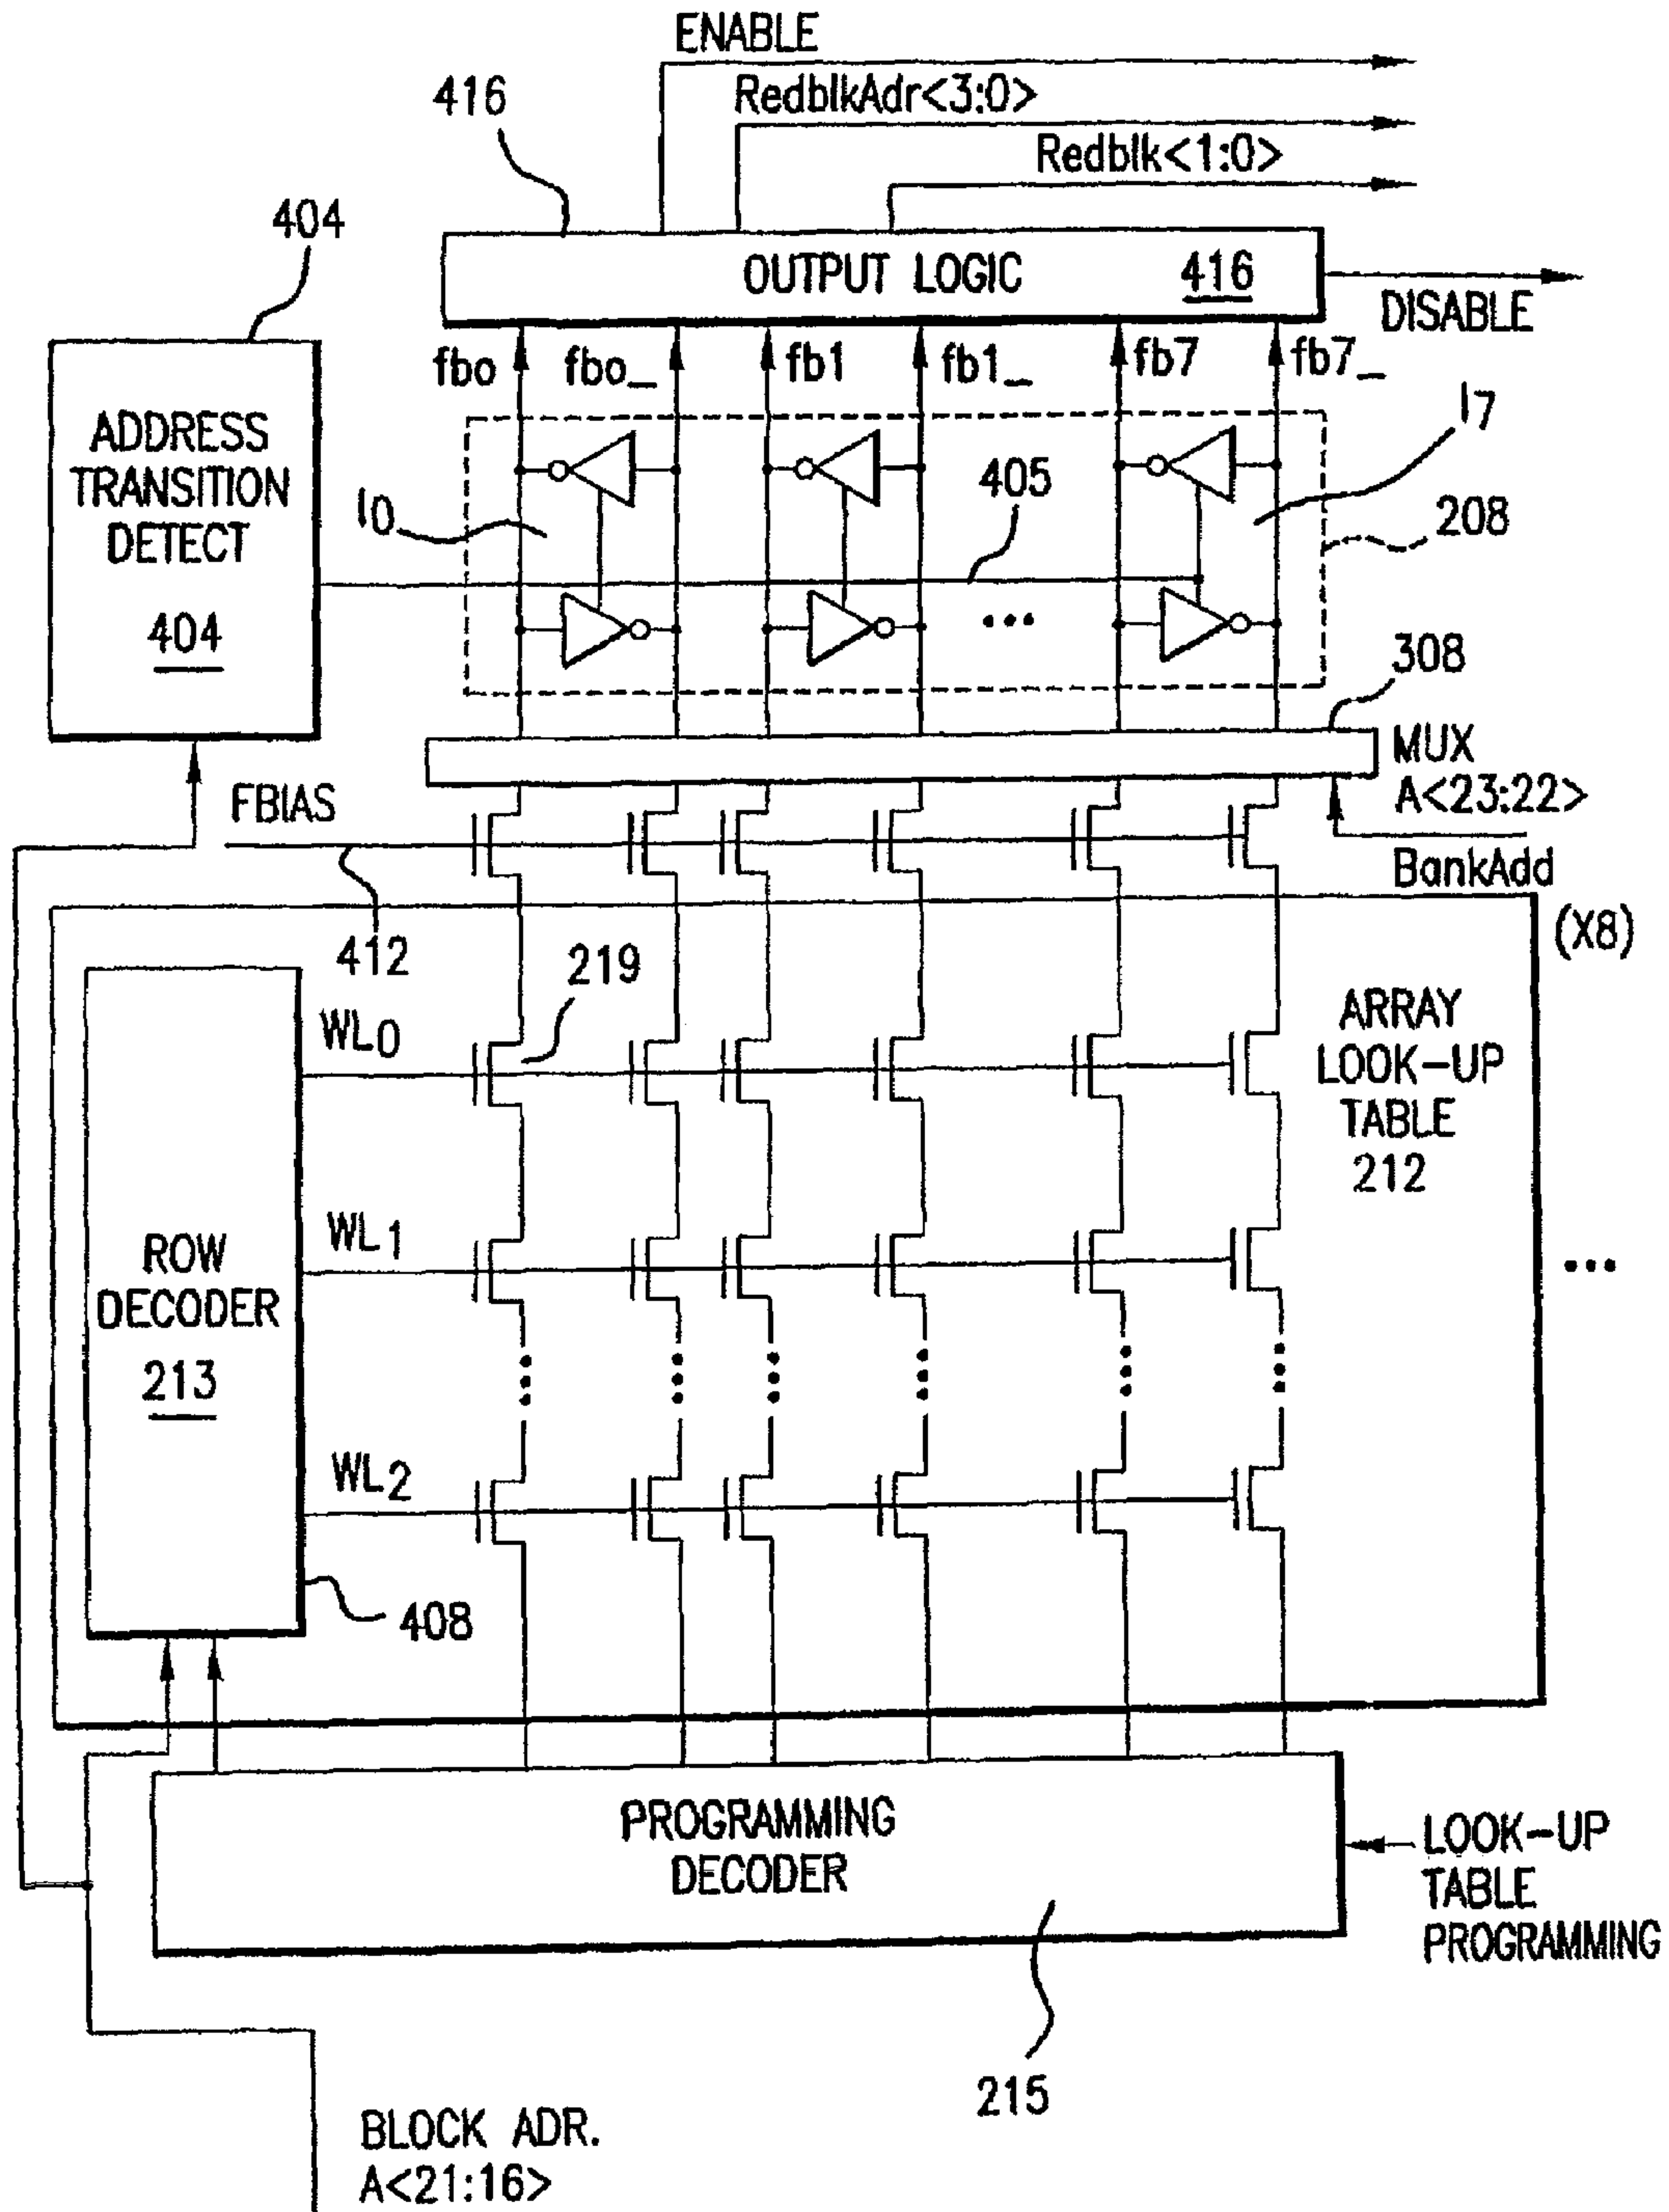 ENABLE
RedblkAdr<3:0>
416
Redblk<1:0>
404
OUTPUT LOGIC 416
DISABLE
fbo
fbo_
fb1
fb1_
fb7
fb7_
ADDRESS
TRANSITION
DETECT
404
I0
405
I7
208
308
MUX
A<23:22>
FBIAS
BankAdd
412
(X8)
219
ARRAY
LOOK-UP
TABLE
212
WL0
WL1
ROW
DECODER
213
...
WL2
408
PROGRAMMING
DECODER
LOOK-UP
TABLE
PROGRAMMING
215
BLOCK ADR.
A<21:16>